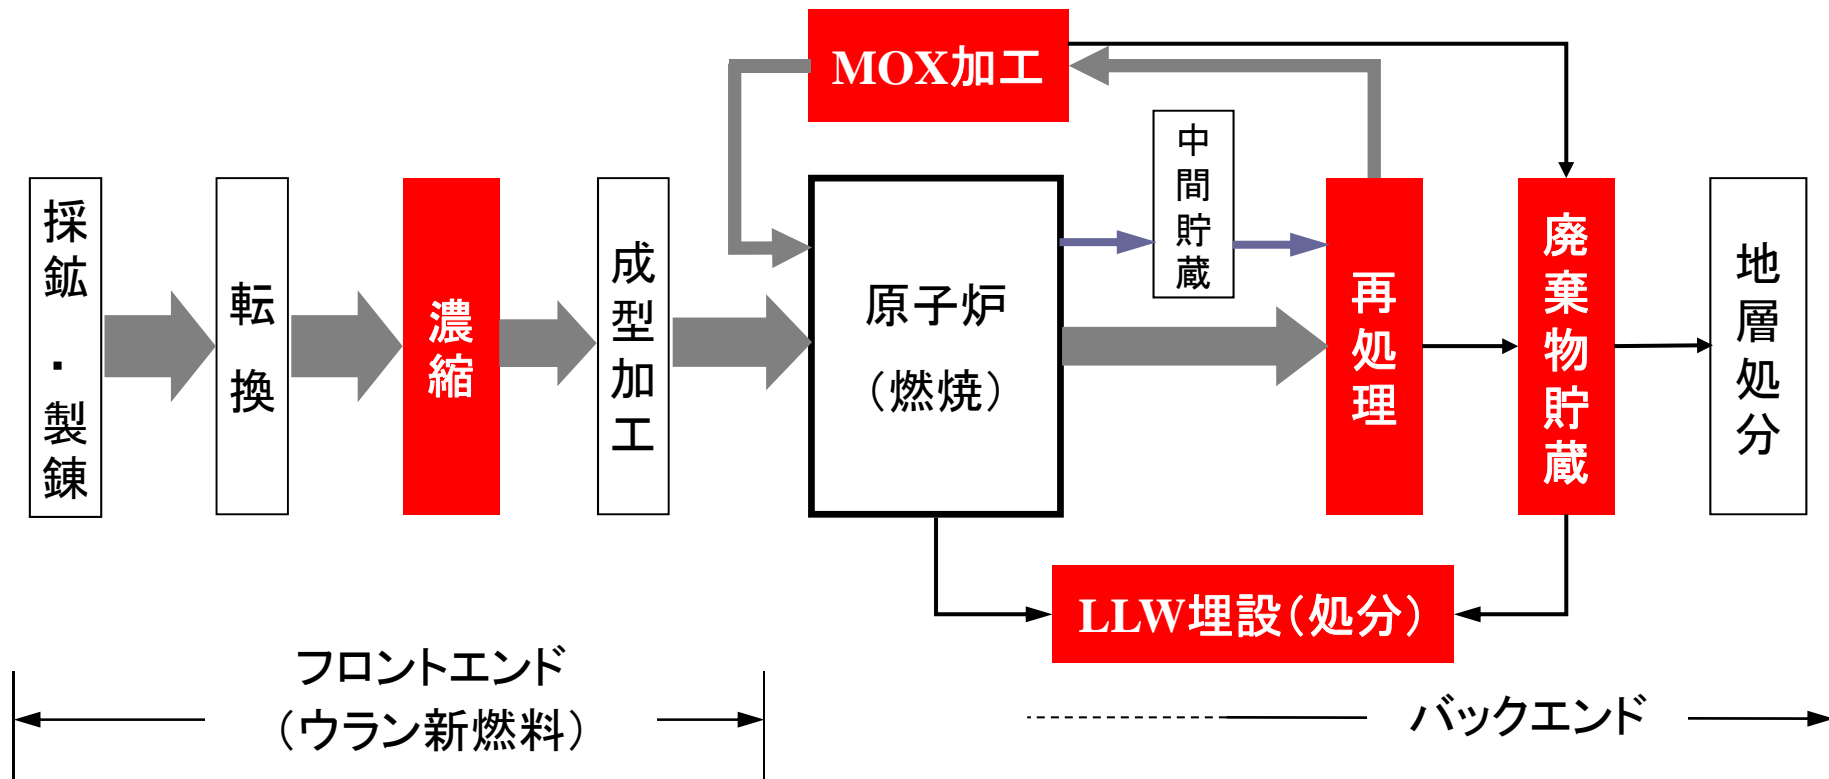 MOX加工
中間貯蔵
採鉱・製錬
転換
濃縮
成型加工
原子炉
（燃焼）
再処理
廃棄物貯蔵
地層処分
LLW埋設（処分）
フロントエンド
（ウラン新燃料）
バックエンド